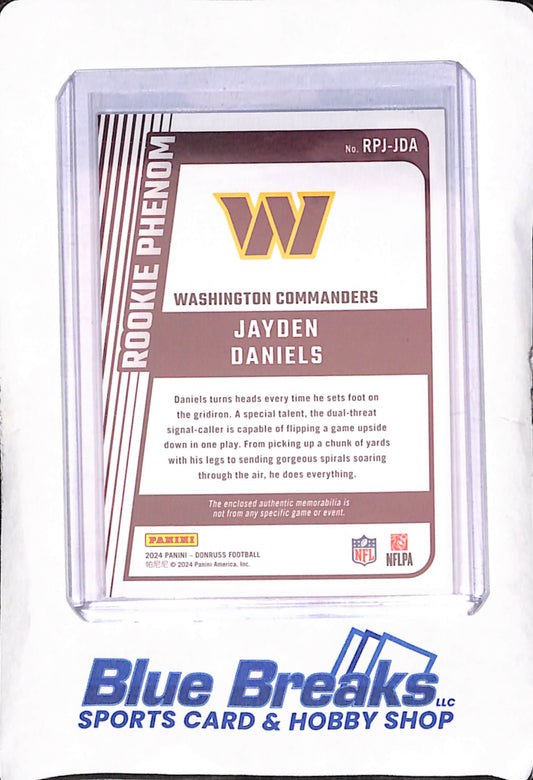 No. RPJ-JDA
ROOKIE PHENOM
W
WASHINGTON COMMANDERS
JAYDEN
DANIELS
Daniels turns heads every time he sets foot on
the gridiron. A special talent, the dual-threat
signal-caller is capable of flipping a game upside
down in one play. From picking up a chunk of yards
with his legs to sending gorgeous spirals soaring
through the air, he does everything.
The enclosed authentic memorabilia is
not from any specific game or event.
PANINI
2024 PANINI – DONRUSS FOOTBALL
帕尼尼 © 2024 Panini America, Inc.
NFL
NFLPA
Blue Breaks LLC
SPORTS CARD & HOBBY SHOP